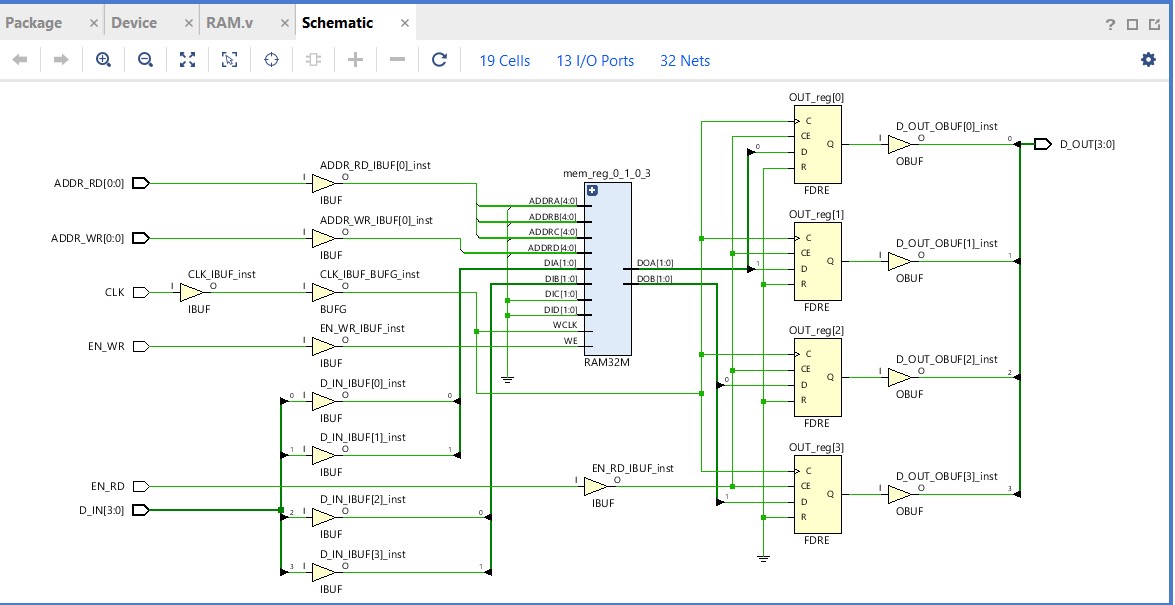 Package
Device
RAM.v
Schematic
19 Cells
13 I/O Ports
32 Nets
OUT_reg[0]
C
CE
D
R
Q
FDRE
0
I
O
D_OUT_OBUF[0]_inst
OBUF
0
D_OUT[3:0]
ADDR_RD[0:0]
I
O
ADDR_RD_IBUF[0]_inst
IBUF
ADDR_WR[0:0]
I
O
ADDR_WR_IBUF[0]_inst
IBUF
CLK
I
O
CLK_IBUF_inst
IBUF
I
O
CLK_IBUF_BUFG_inst
BUFG
EN_WR
I
O
EN_WR_IBUF_inst
IBUF
mem_reg_0_1_0_3
ADDRA[4:0]
ADDRB[4:0]
ADDRC[4:0]
ADDRD[4:0]
DIA[1:0]
DIB[1:0]
DIC[1:0]
DID[1:0]
WCLK
WE
DOA[1:0]
DOB[1:0]
RAM32M
OUT_reg[1]
C
CE
D
R
Q
FDRE
1
I
O
D_OUT_OBUF[1]_inst
OBUF
1
OUT_reg[2]
C
CE
D
R
Q
FDRE
0
I
O
D_OUT_OBUF[2]_inst
OBUF
2
OUT_reg[3]
C
CE
D
R
Q
FDRE
1
I
O
D_OUT_OBUF[3]_inst
OBUF
3
0
I
O
D_IN_IBUF[0]_inst
IBUF
0
1
I
O
D_IN_IBUF[1]_inst
IBUF
1
EN_RD
I
O
EN_RD_IBUF_inst
IBUF
D_IN[3:0]
2
I
O
D_IN_IBUF[2]_inst
IBUF
0
3
I
O
D_IN_IBUF[3]_inst
IBUF
1